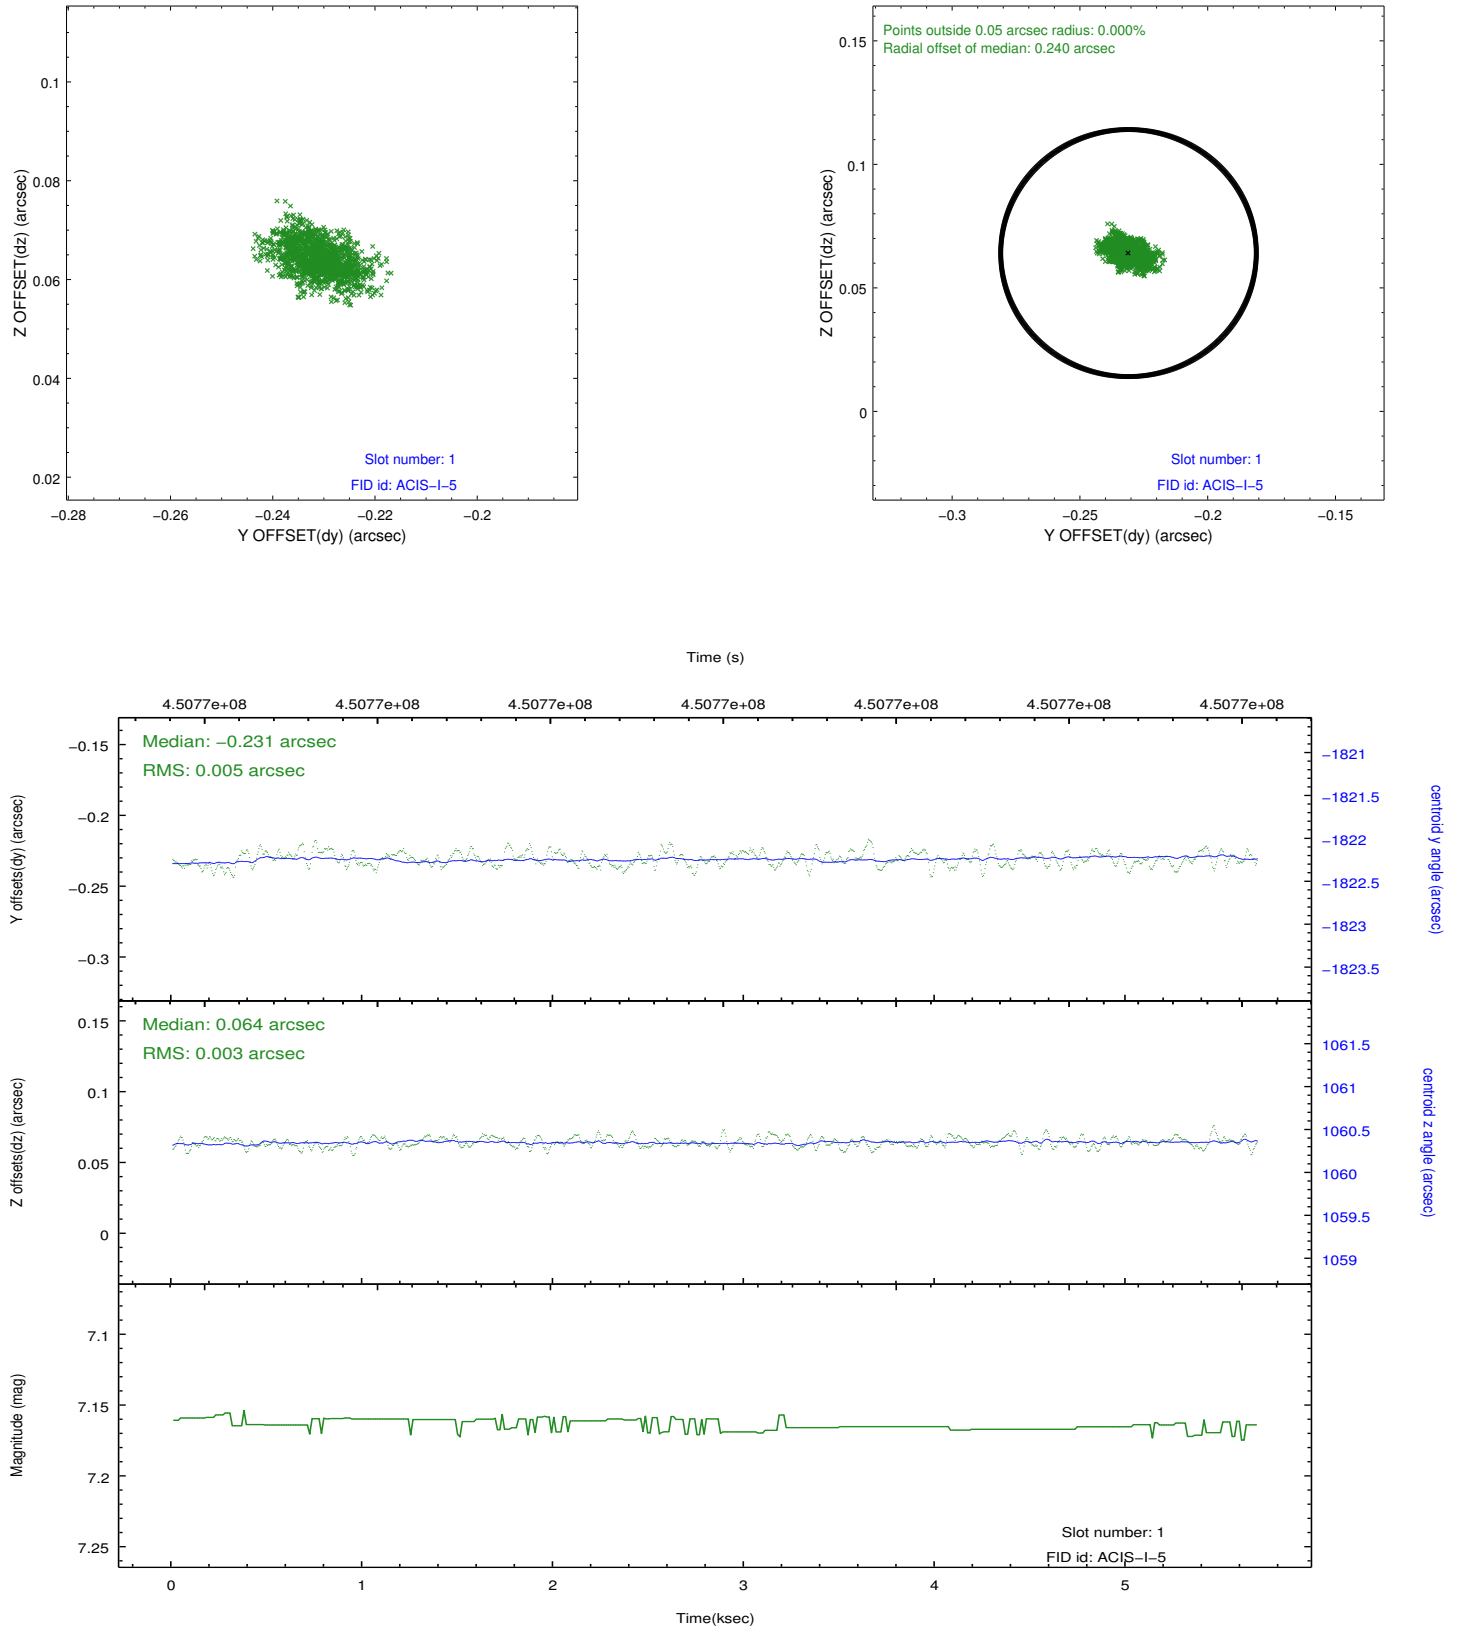 0.1
0.08
0.06
0.04
0.02
Z OFFSET(dz) (arcsec)
Slot number: 1
FID id: ACIS−I−5
−0.28 −0.26 −0.24 −0.22 −0.2
Y OFFSET(dy) (arcsec)
Points outside 0.05 arcsec radius: 0.000%
Radial offset of median: 0.240 arcsec
0.15
0.1
0.05
0
Z OFFSET(dz) (arcsec)
Slot number: 1
FID id: ACIS−I−5
−0.3 −0.25 −0.2 −0.15
Y OFFSET(dy) (arcsec)
Time (s)
4.5077e+08 4.5077e+08 4.5077e+08 4.5077e+08 4.5077e+08 4.5077e+08 4.5077e+08
Median: −0.231 arcsec
RMS: 0.005 arcsec
−0.15
−0.2
−0.25
−0.3
Y offsets(dy) (arcsec)
−1821
−1821.5
−1822
−1822.5
−1823
−1823.5
centroid y angle (arcsec)
Median: 0.064 arcsec
RMS: 0.003 arcsec
0.15
0.1
0.05
0
Z offsets(dz) (arcsec)
1061.5
1061
1060.5
1060
1059.5
1059
centroid z angle (arcsec)
7.1
7.15
7.2
7.25
Magnitude (mag)
Slot number: 1
FID id: ACIS−I−5
0 1 2 3 4 5
Time(ksec)